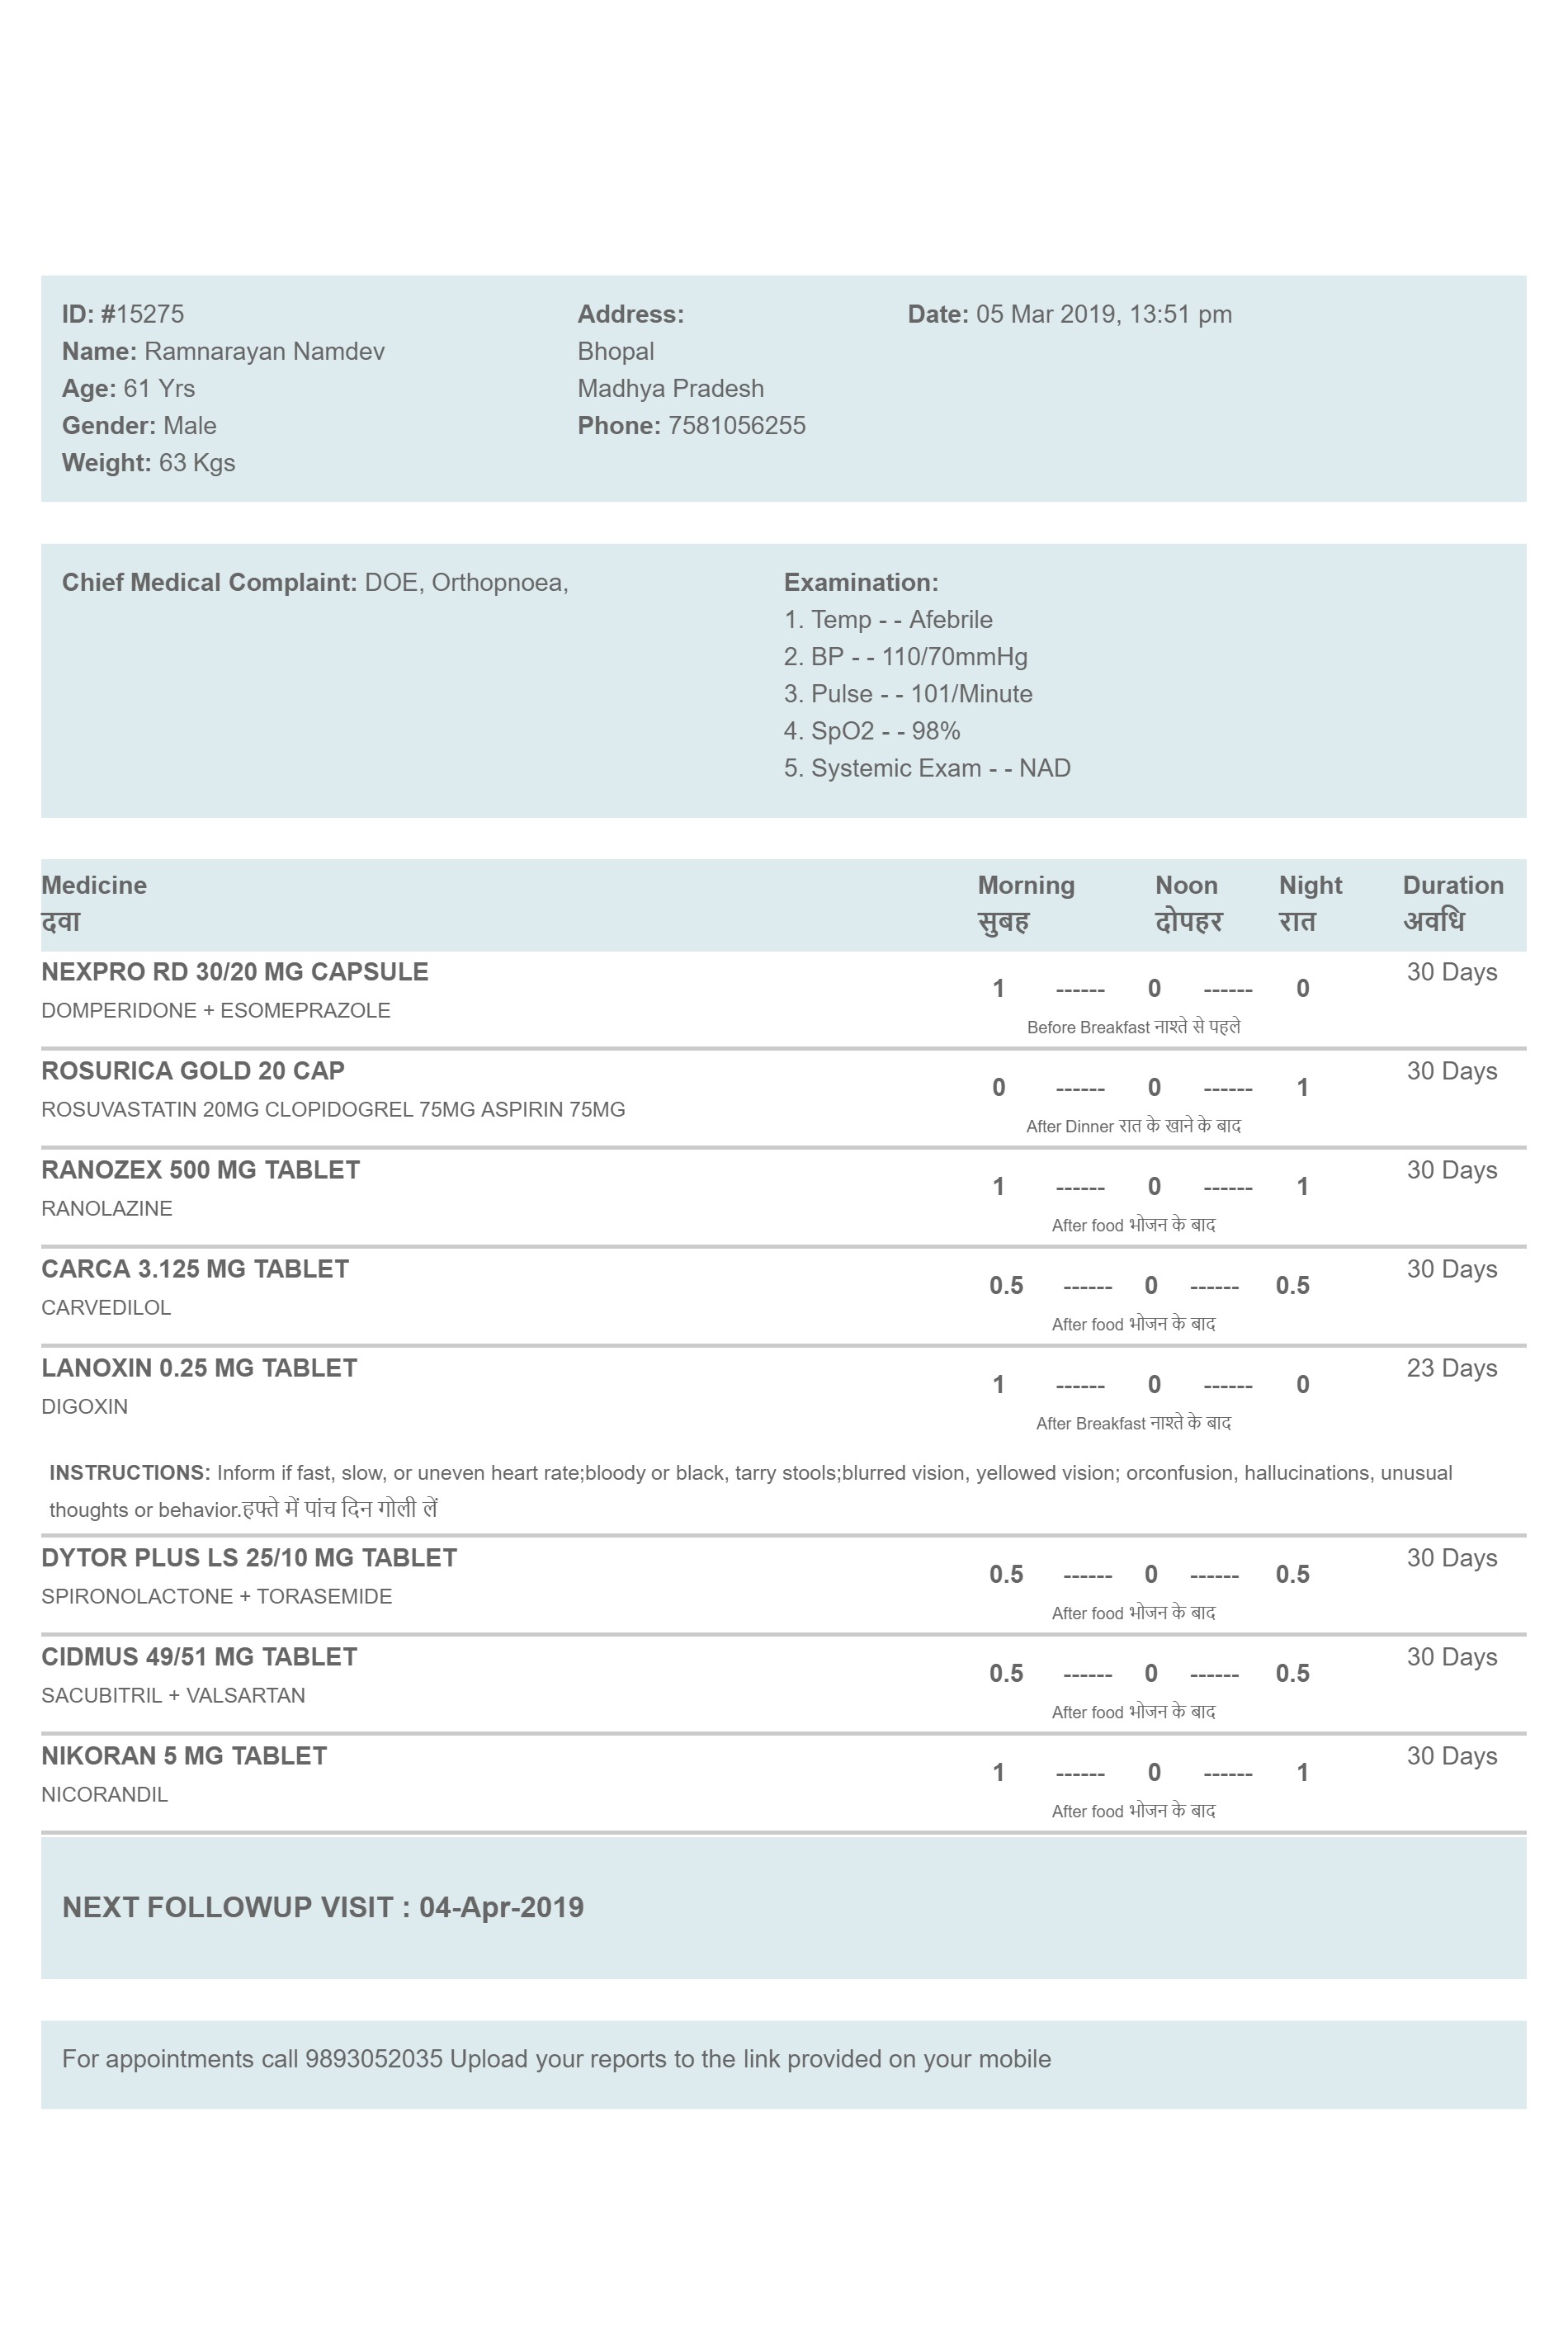 ID: #15275
Name: Ramnarayan Namdev
Age: 61 Yrs
Gender: Male
Weight: 63 Kgs
Address:
Bhopal
Madhya Pradesh
Phone: 7581056255
Date: 05 Mar 2019, 13:51 pm
Chief Medical Complaint: DOE, Orthopnoea,
Examination:
1. Temp - - Afebrile
2. BP - - 110/70mmHg
3. Pulse - - 101/Minute
4. SpO2 - - 98%
5. Systemic Exam - - NAD
Medicine Morning Noon Night Duration
दवा सुबह दोपहर रात अवधि
NEXPRO RD 30/20 MG CAPSULE 30 Days
1 ------ 0 ------ 0
DOMPERIDONE + ESOMEPRAZOLE
Before Breakfast नाश्ते से पहले
ROSURICA GOLD 20 CAP 30 Days
0 ------ 0 ------ 1
ROSUVASTATIN 20MG CLOPIDOGREL 75MG ASPIRIN 75MG
After Dinner रात के खाने के बाद
RANOZEX 500 MG TABLET 30 Days
1 ------ 0 ------ 1
RANOLAZINE
After food भोजन के बाद
CARCA 3.125 MG TABLET 30 Days
0.5 ------ 0 ------ 0.5
CARVEDILOL
After food भोजन के बाद
LANOXIN 0.25 MG TABLET 23 Days
1 ------ 0 ------ 0
DIGOXIN
After Breakfast नाश्ते के बाद
INSTRUCTIONS: Inform if fast, slow, or uneven heart rate;bloody or black, tarry stools;blurred vision, yellowed vision; orconfusion, hallucinations, unusual
thoughts or behavior.हफ्ते में पांच दिन गोली लें
DYTOR PLUS LS 25/10 MG TABLET 30 Days
0.5 ------ 0 ------ 0.5
SPIRONOLACTONE + TORASEMIDE
After food भोजन के बाद
CIDMUS 49/51 MG TABLET 30 Days
0.5 ------ 0 ------ 0.5
SACUBITRIL + VALSARTAN
After food भोजन के बाद
NIKORAN 5 MG TABLET 30 Days
1 ------ 0 ------ 1
NICORANDIL
After food भोजन के बाद
NEXT FOLLOWUP VISIT : 04-Apr-2019
For appointments call 9893052035 Upload your reports to the link provided on your mobile